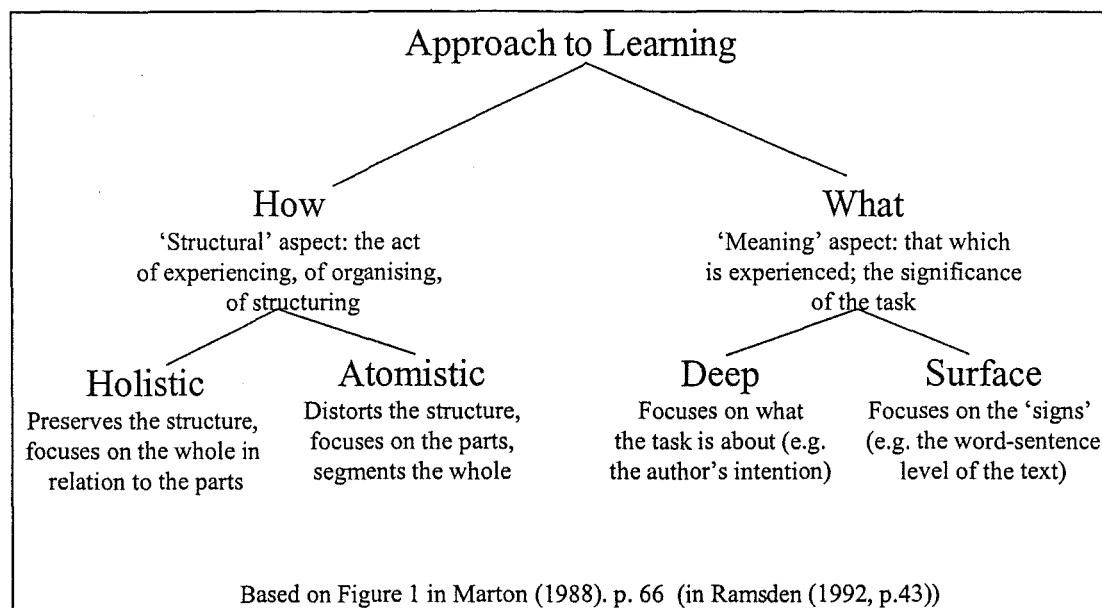 Approach to Learning
How
'Structural' aspect: the act
of experiencing, of organising,
of structuring
What
'Meaning' aspect: that which
is experienced; the significance
of the task
Holistic
Preserves the structure,
focuses on the whole in
relation to the parts
Atomistic
Distorts the structure,
focuses on the parts,
segments the whole
Deep
Focuses on what
the task is about (e.g.
the author's intention)
Surface
Focuses on the 'signs'
(e.g. the word-sentence
level of the text)
Based on Figure 1 in Marton (1988). p. 66 (in Ramsden (1992, p.43))